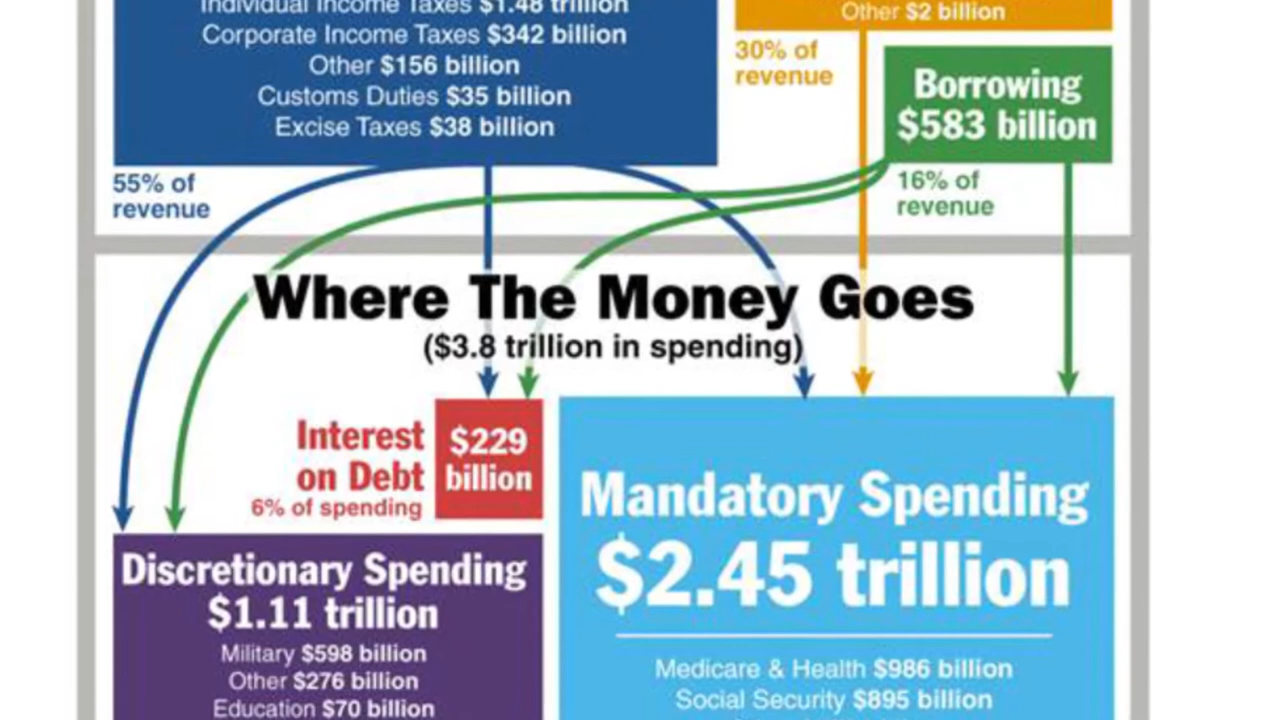 Individual Income Taxes $1.48 trillion
Corporate Income Taxes $342 billion
Other $156 billion
Customs Duties $35 billion
Excise Taxes $38 billion
55% of
revenue
Other $2 billion
30% of
revenue
Borrowing
$583 billion
16% of
revenue
Where The Money Goes
($3.8 trillion in spending)
Interest
on Debt
6% of spending
$229
billion
Discretionary Spending
$1.11 trillion
Military $598 billion
Other $276 billion
Education $70 billion
Mandatory Spending
$2.45 trillion
Medicare & Health $986 billion
Social Security $895 billion